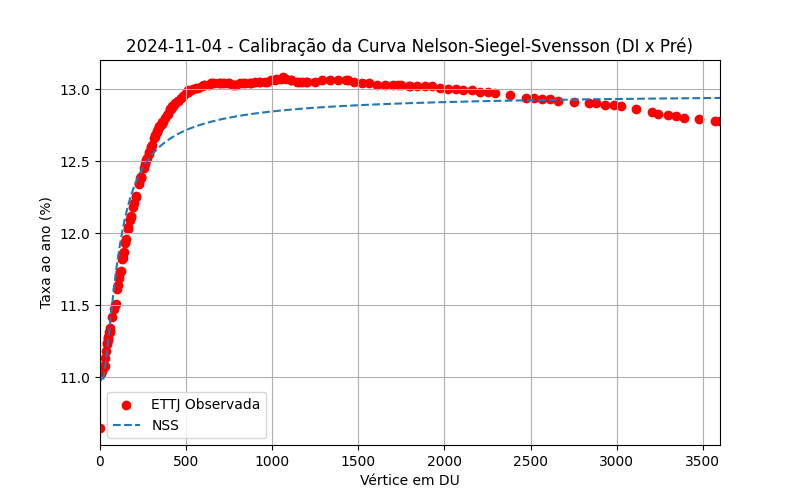 2024-11-04 - Calibração da Curva Nelson-Siegel-Svensson (DI x Pré)
Taxa ao ano (%)
13.0
12.5
12.0
11.5
11.0
ETTJ Observada
NSS
0 500 1000 1500 2000 2500 3000 3500
Vértice em DU